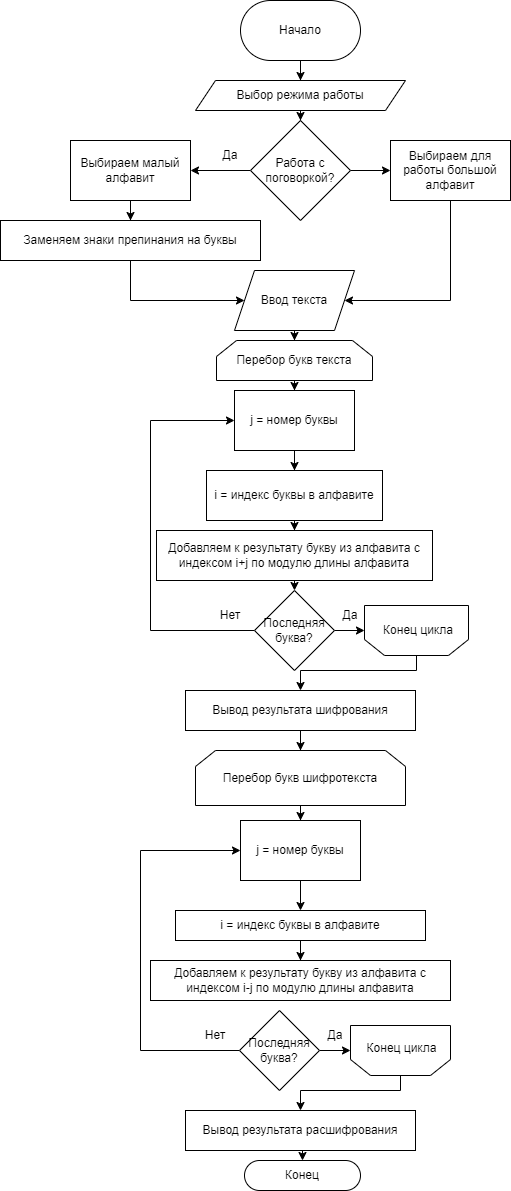 Начало
Выбор режима работы
Да
Работа с
поговоркой?
Выбираем малый
алфавит
Выбираем для
работы большой
алфавит
Заменяем знаки препинания на буквы
Ввод текста
Перебор букв текста
j = номер буквы
i = индекс буквы в алфавите
Добавляем к результату букву из алфавита с
индексом i+j по модулю длины алфавита
Нет
Последняя
буква?
Да
Конец цикла
Вывод результата шифрования
Перебор букв шифротекста
j = номер буквы
i = индекс буквы в алфавите
Добавляем к результату букву из алфавита с
индексом i-j по модулю длины алфавита
Нет
Последняя
буква?
Да
Конец цикла
Вывод результата расшифрования
Конец